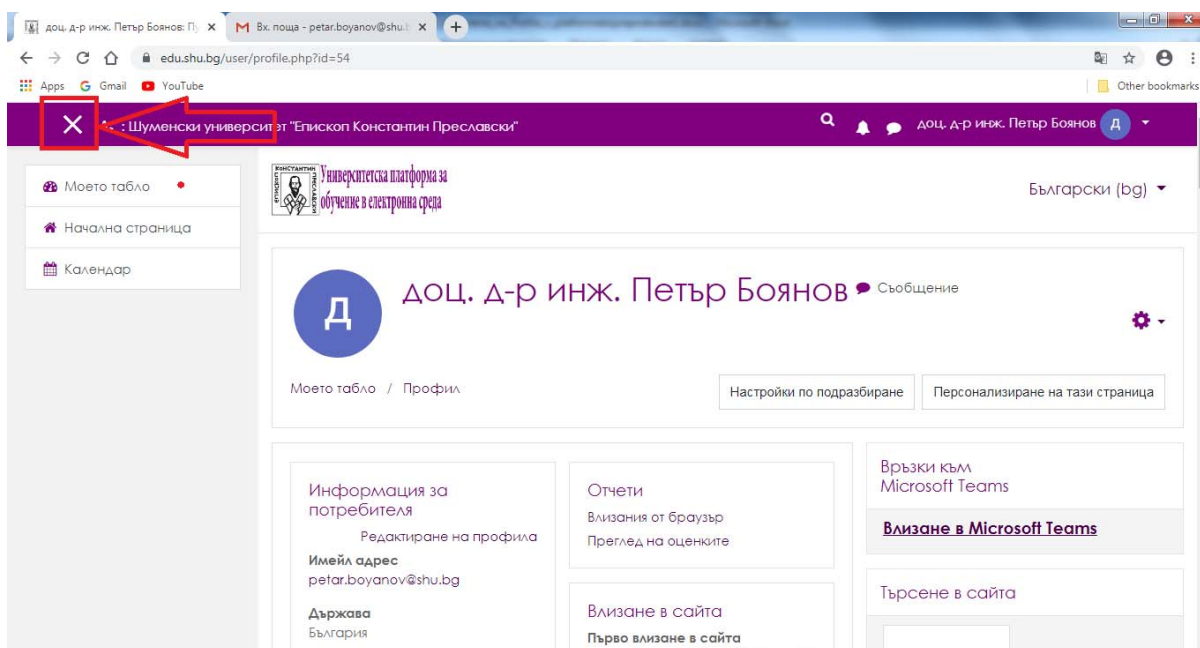 доц. д-р инж. Петър Боянов: П
Вх. поща - petar.boyanov@shu.b
edu.shu.bg/user/profile.php?id=54
Apps Gmail YouTube Other bookmarks
: Шуменски университет "Епископ Константин Преславски" доц. д-р инж. Петър Боянов Д
Моето табло
Начална страница
Календар
Университетска платформа за
обучение в електронна среда
Български (bg)
Д
доц. д-р инж. Петър Боянов Съобщение
Моето табло / Профил
Настройки по подразбиране
Персонализиране на тази страница
Информация за
потребителя
Редактиране на профила
Имейл адрес
petar.boyanov@shu.bg
Държава
България
Отчети
Влизания от браузър
Преглед на оценките
Влизане в сайта
Първо влизане в сайта
Връзки към
Microsoft Teams
Влизане в Microsoft Teams
Търсене в сайта